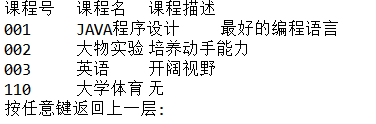 课程号 课程名 课程描述
001 JAVA程序设计 最好的编程语言
002 大物实验 培养动手能力
003 英语 开阔视野
110 大学体育 无
按任意键返回上一层: